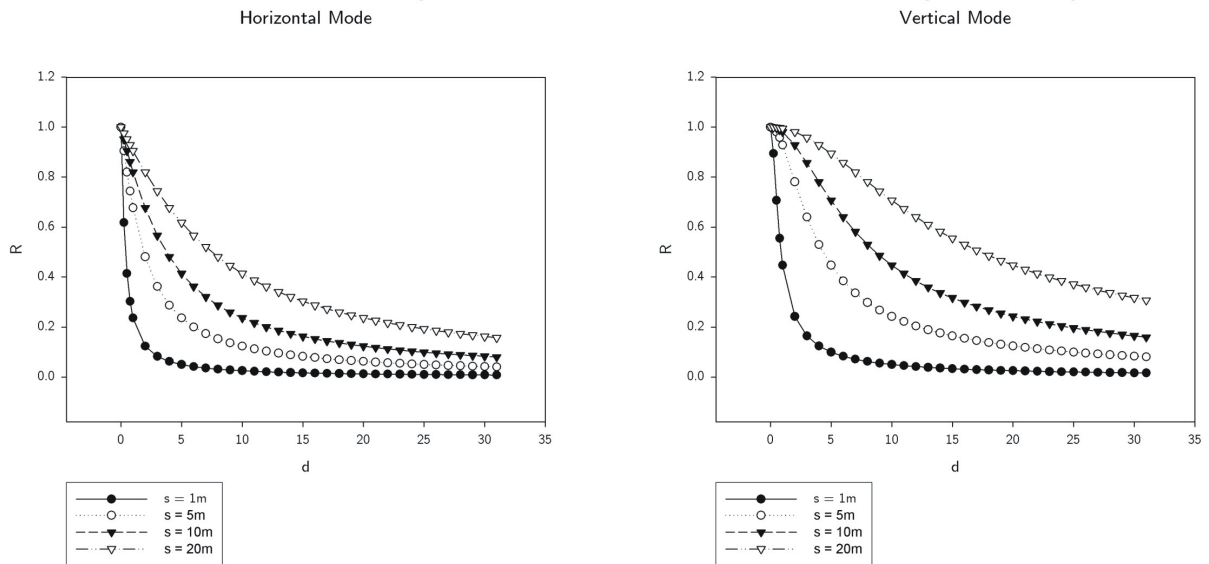 Horizontal Mode
1.2
1.0
0.8
0.6
0.4
0.2
0.0
R
0 5 10 15 20 25 30 35
d
s = 1m
s = 5m
s = 10m
s = 20m
Vertical Mode
1.2
1.0
0.8
0.6
0.4
0.2
0.0
R
0 5 10 15 20 25 30 35
d
s = 1m
s = 5m
s = 10m
s = 20m